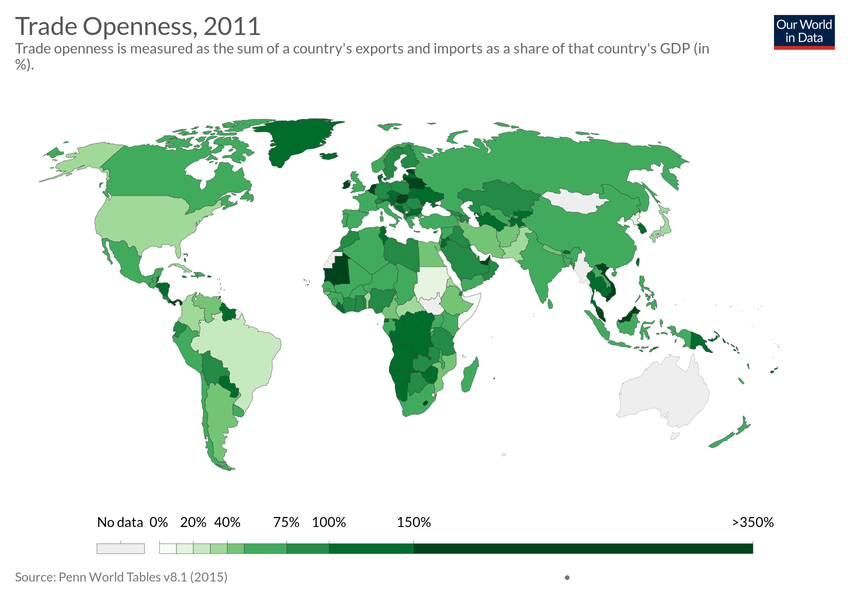 Trade Openness, 2011
Our World
in Data
Trade openness is measured as the sum of a country's exports and imports as a share of that country's GDP (in
%).
No data 0% 20% 40% 75% 100% 150% >350%
Source: Penn World Tables v8.1 (2015)